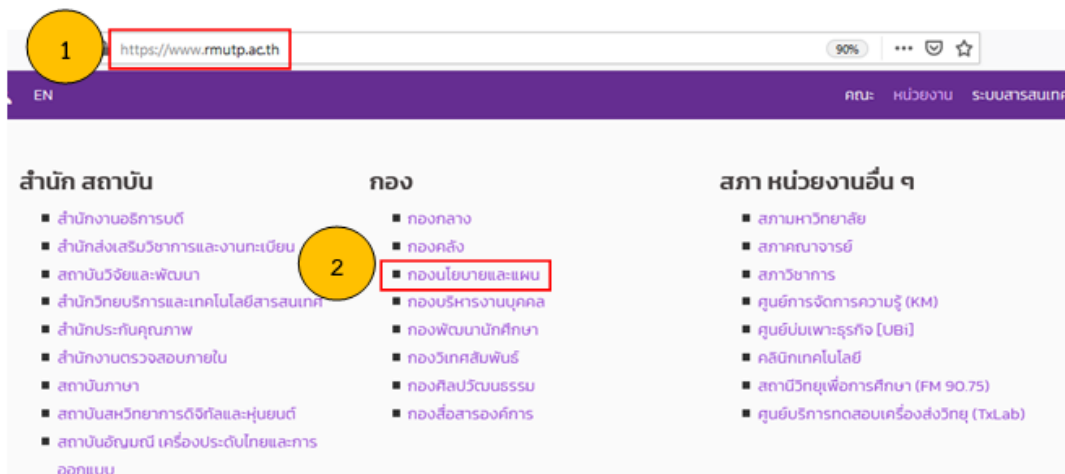 1
https://www.rmutp.ac.th
90%
EN
คณะ หน่วยงาน ระบบสารสนเทศ
สำนัก สถาบัน
สำนักงานอธิการบดี
สำนักส่งเสริมวิชาการและงานทะเบียน
สถาบันวิจัยและพัฒนา
สำนักวิทยบริการและเทคโนโลยีสารสนเทศ
สำนักประกันคุณภาพ
สำนักงานตรวจสอบภายใน
สถาบันภาษา
สถาบันสหวิทยาการดิจิทัลและหุ่นยนต์
สถาบันอัญมณี เครื่องประดับไทยและการ
ออกแบบ
กอง
กองกลาง
กองคลัง
2
กองนโยบายและแผน
กองบริหารงานบุคคล
กองพัฒนานักศึกษา
กองวิเทศสัมพันธ์
กองศิลปวัฒนธรรม
กองสื่อสารองค์การ
สภา หน่วยงานอื่น ๆ
สภามหาวิทยาลัย
สภาคณาจารย์
สภาวิชาการ
ศูนย์การจัดการความรู้ (KM)
ศูนย์บ่มเพาะธุรกิจ [UBi]
คลินิกเทคโนโลยี
สถานีวิทยุเพื่อการศึกษา (FM 90.75)
ศูนย์บริการทดสอบเครื่องส่งวิทยุ (TxLab)